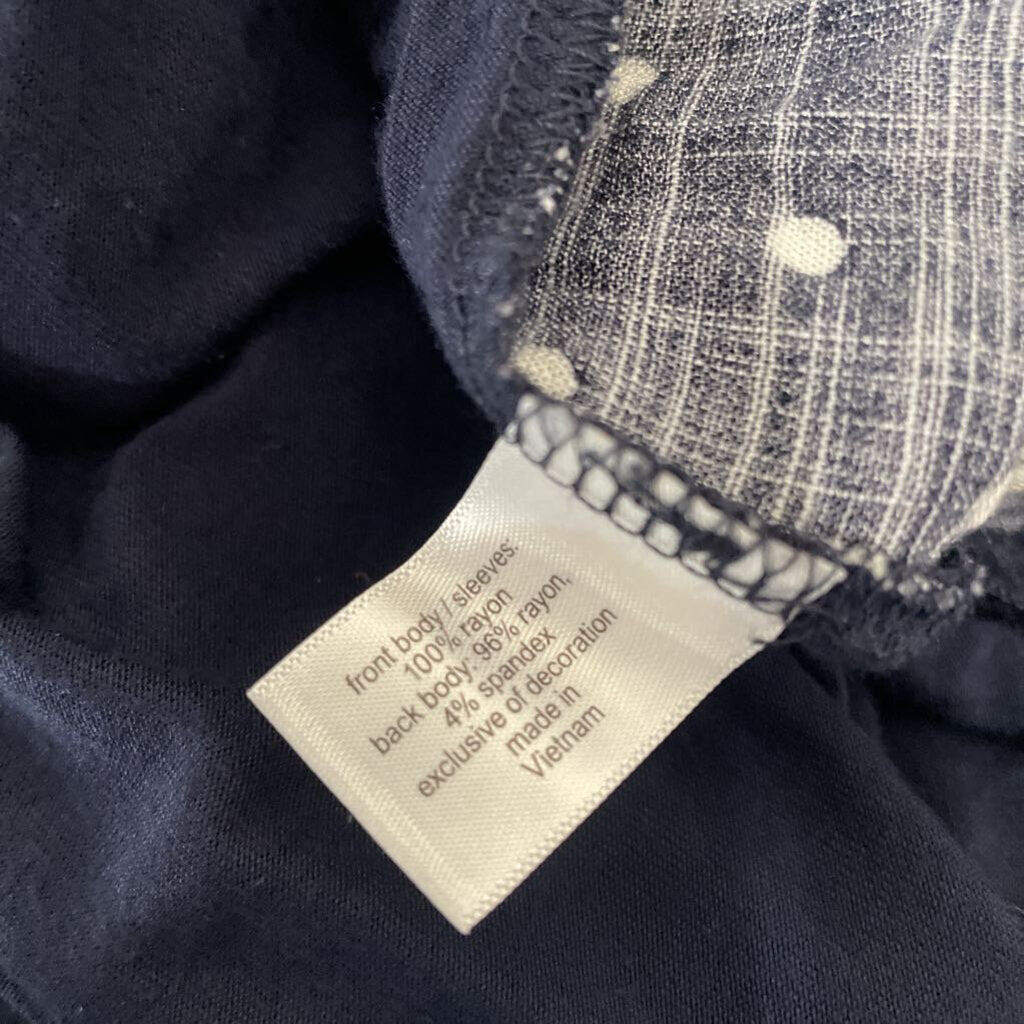 front body / sleeves:
100% rayon
back body: 96% rayon,
4% spandex
exclusive of decoration
made in
Vietnam